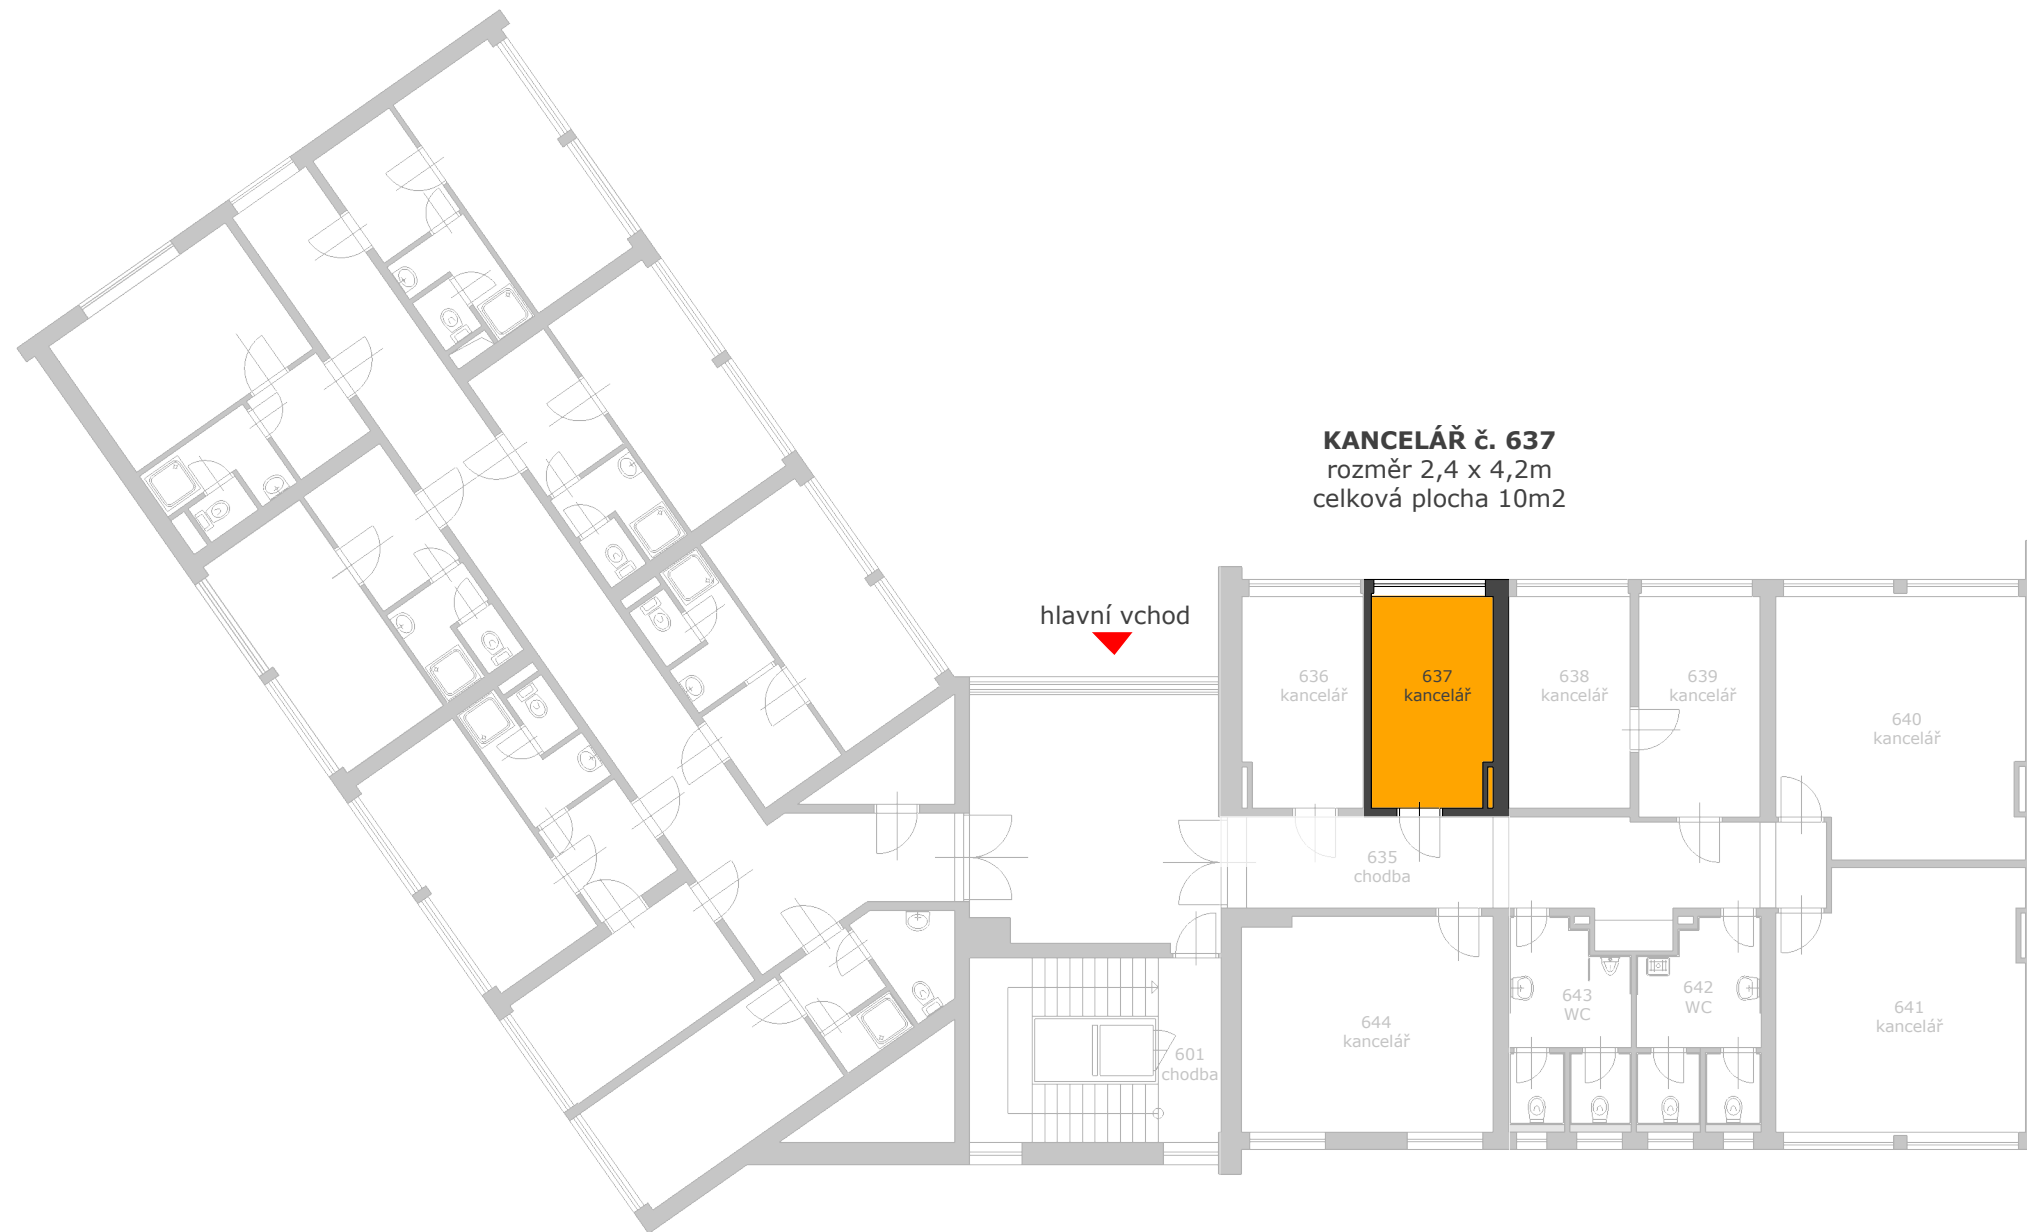 KANCELÁŘ č. 637
rozměr 2,4 x 4,2m
celková plocha 10m2
hlavní vchod
636
kancelář
637
kancelář
638
kancelář
639
kancelář
640
kancelář
635
chodba
644
kancelář
643
WC
642
WC
641
kancelář
601
chodba